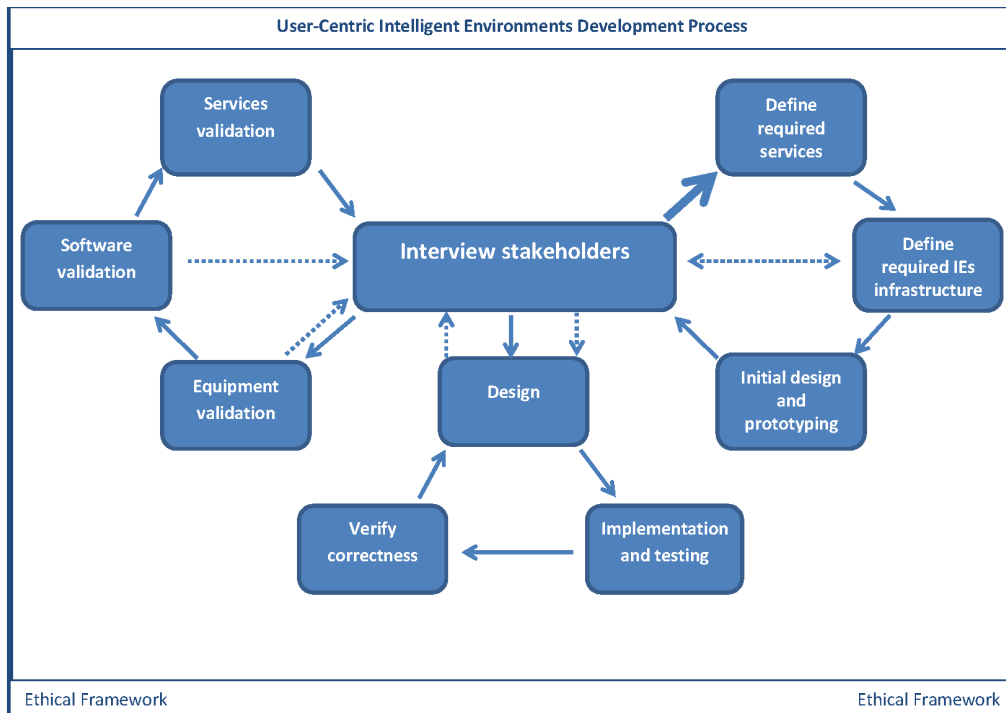 User-Centric Intelligent Environments Development Process
Services
validation
Define
required
services
Software
validation
Interview stakeholders
Define
required IEs
infrastructure
Equipment
validation
Design
Initial design
and
prototyping
Verify
correctness
Implementation
and testing
Ethical Framework
Ethical Framework